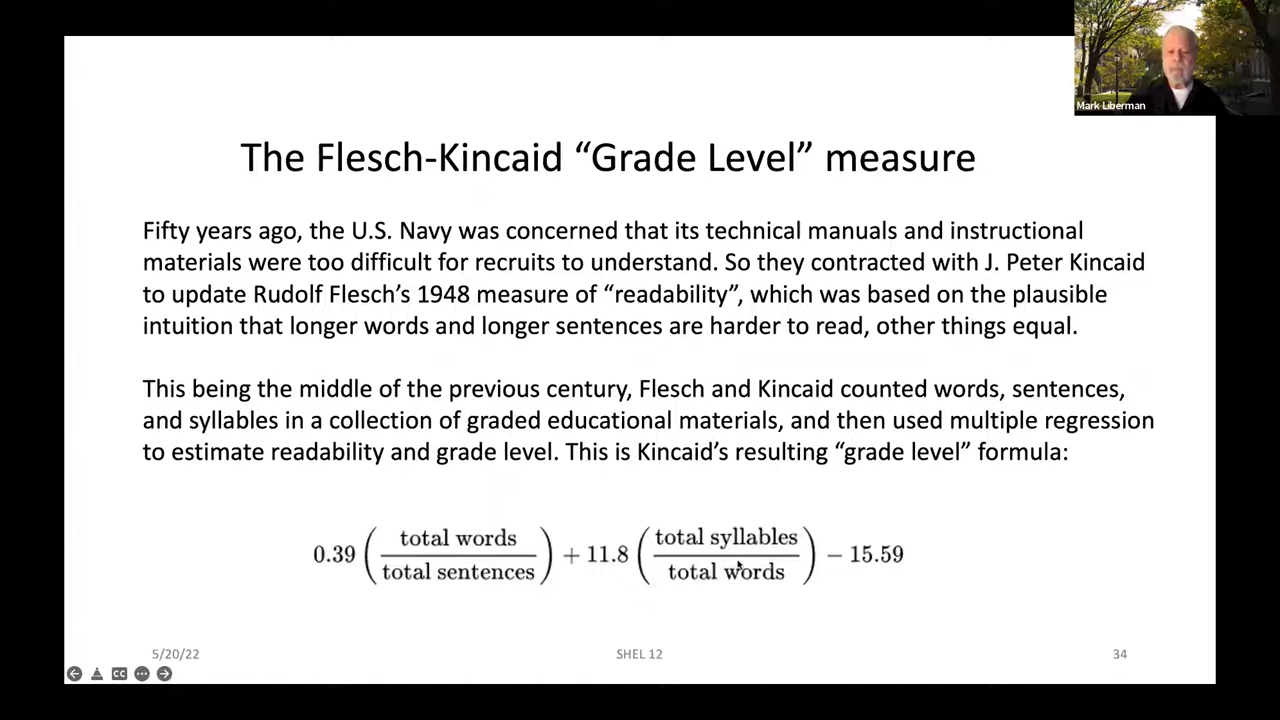 Mark Liberman
The Flesch-Kincaid “Grade Level” measure
Fifty years ago, the U.S. Navy was concerned that its technical manuals and instructional
materials were too difficult for recruits to understand. So they contracted with J. Peter Kincaid
to update Rudolf Flesch’s 1948 measure of “readability”, which was based on the plausible
intuition that longer words and longer sentences are harder to read, other things equal.
This being the middle of the previous century, Flesch and Kincaid counted words, sentences,
and syllables in a collection of graded educational materials, and then used multiple regression
to estimate readability and grade level. This is Kincaid’s resulting “grade level” formula:
0.39 (total words / total sentences) + 11.8 (total syllables / total words) − 15.59
5/20/22 SHEL 12 34
CC